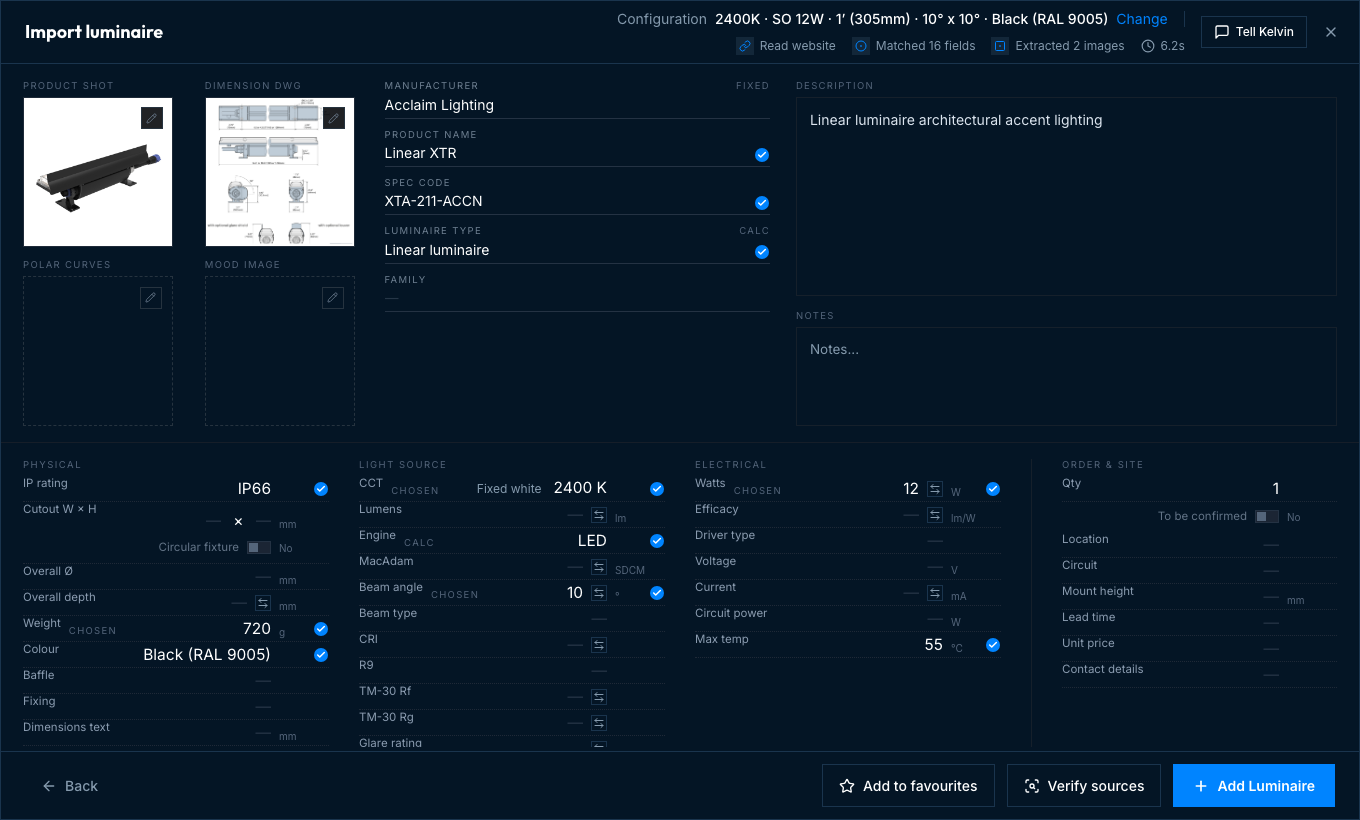 Import luminaire
Configuration 2400K · SO 12W · 1’ (305mm) · 10° x 10° · Black (RAL 9005) Change
Read website Matched 16 fields Extracted 2 images 6.2s
Tell Kelvin
PRODUCT SHOT
DIMENSION DWG
POLAR CURVES
MOOD IMAGE
MANUFACTURER FIXED
Acclaim Lighting
PRODUCT NAME
Linear XTR
SPEC CODE
XTA-211-ACCN
LUMINAIRE TYPE CALC
Linear luminaire
FAMILY
—
DESCRIPTION
Linear luminaire architectural accent lighting
NOTES
Notes...
PHYSICAL
IP rating IP66
Cutout W × H — × — mm
Circular fixture No
Overall Ø — mm
Overall depth — mm
Weight CHOSEN 720 g
Colour Black (RAL 9005)
Baffle —
Fixing —
Dimensions text — mm
LIGHT SOURCE
CCT CHOSEN Fixed white 2400 K
Lumens — lm
Engine CALC LED
MacAdam — SDCM
Beam angle CHOSEN 10 °
Beam type —
CRI —
R9 —
TM-30 Rf —
TM-30 Rg —
Glare rating —
ELECTRICAL
Watts CHOSEN 12 W
Efficacy — lm/W
Driver type —
Voltage — V
Current — mA
Circuit power — W
Max temp 55 °C
ORDER & SITE
Qty 1
To be confirmed No
Location —
Circuit —
Mount height — mm
Lead time —
Unit price —
Contact details —
Back
Add to favourites
Verify sources
Add Luminaire